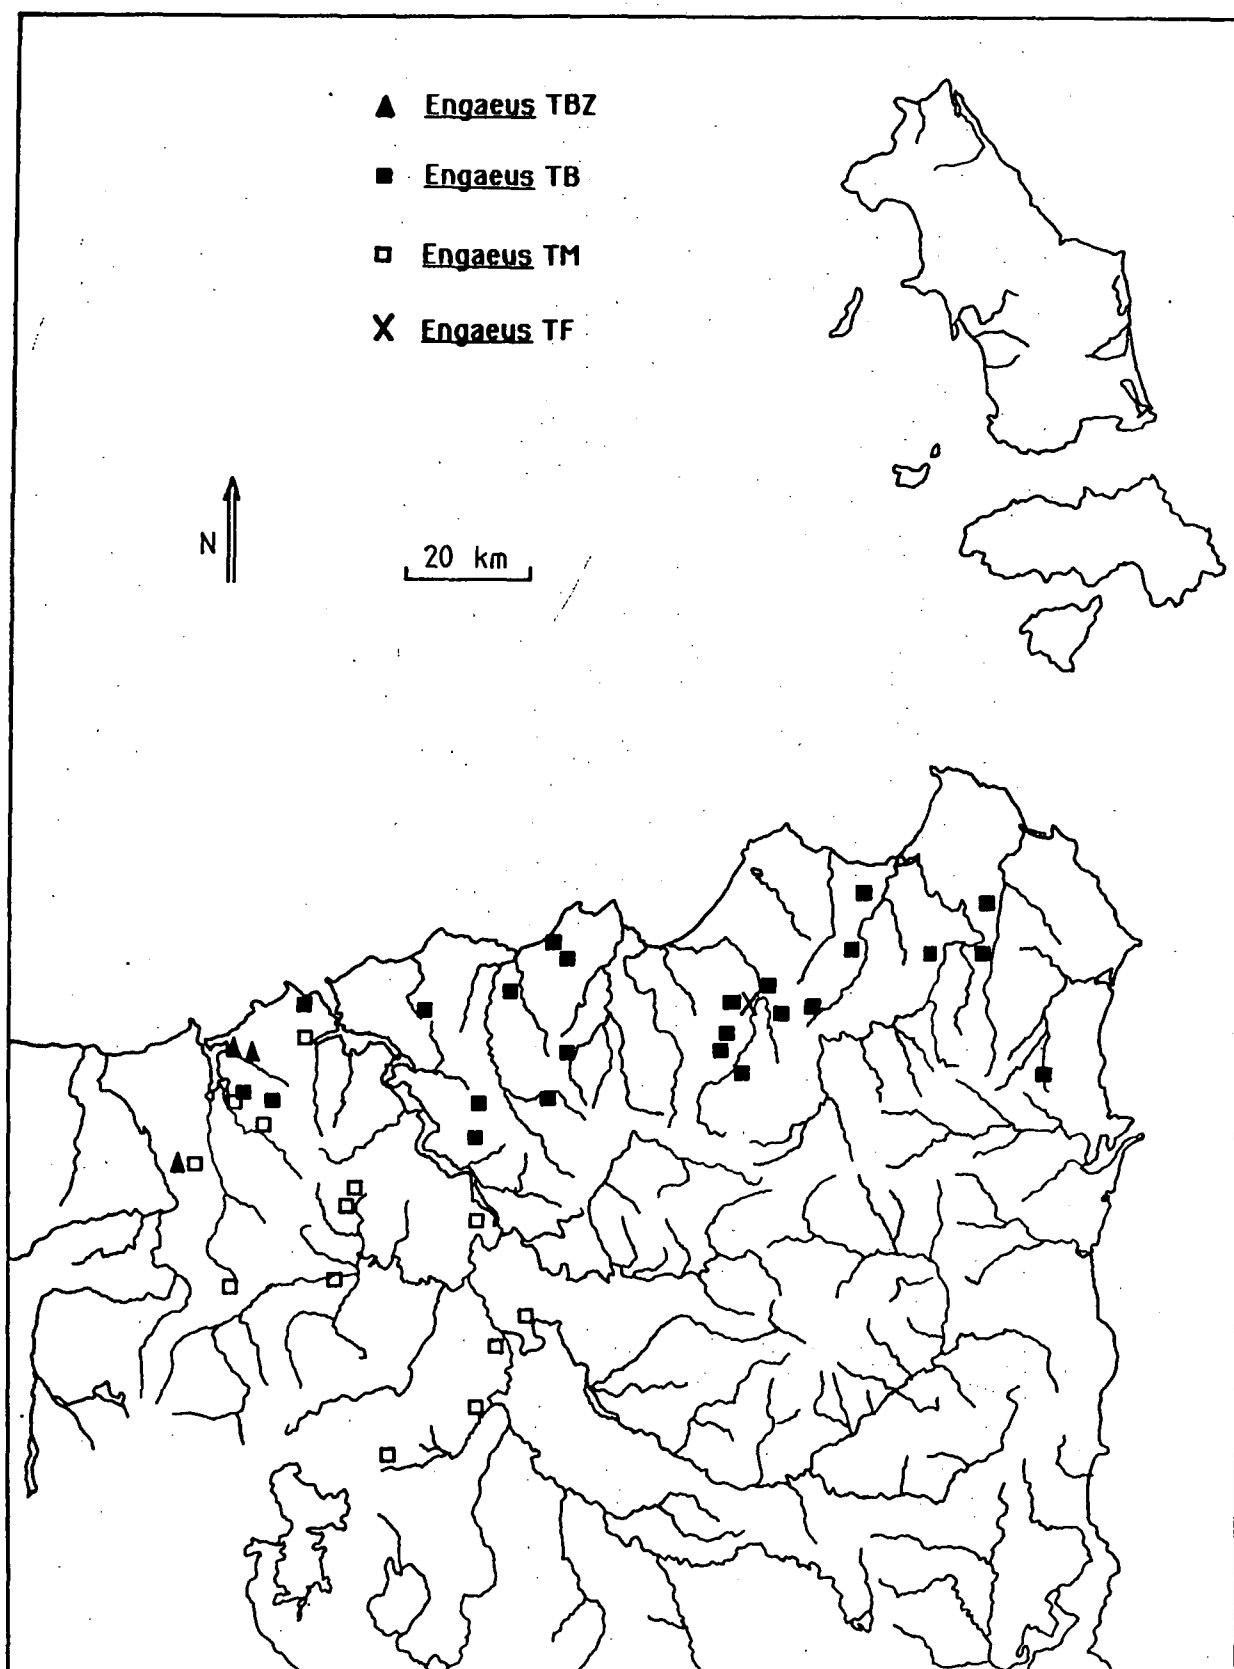 ▲ Engaeus TBZ
■ Engaeus TB
□ Engaeus TM
X Engaeus TF
N
20 km